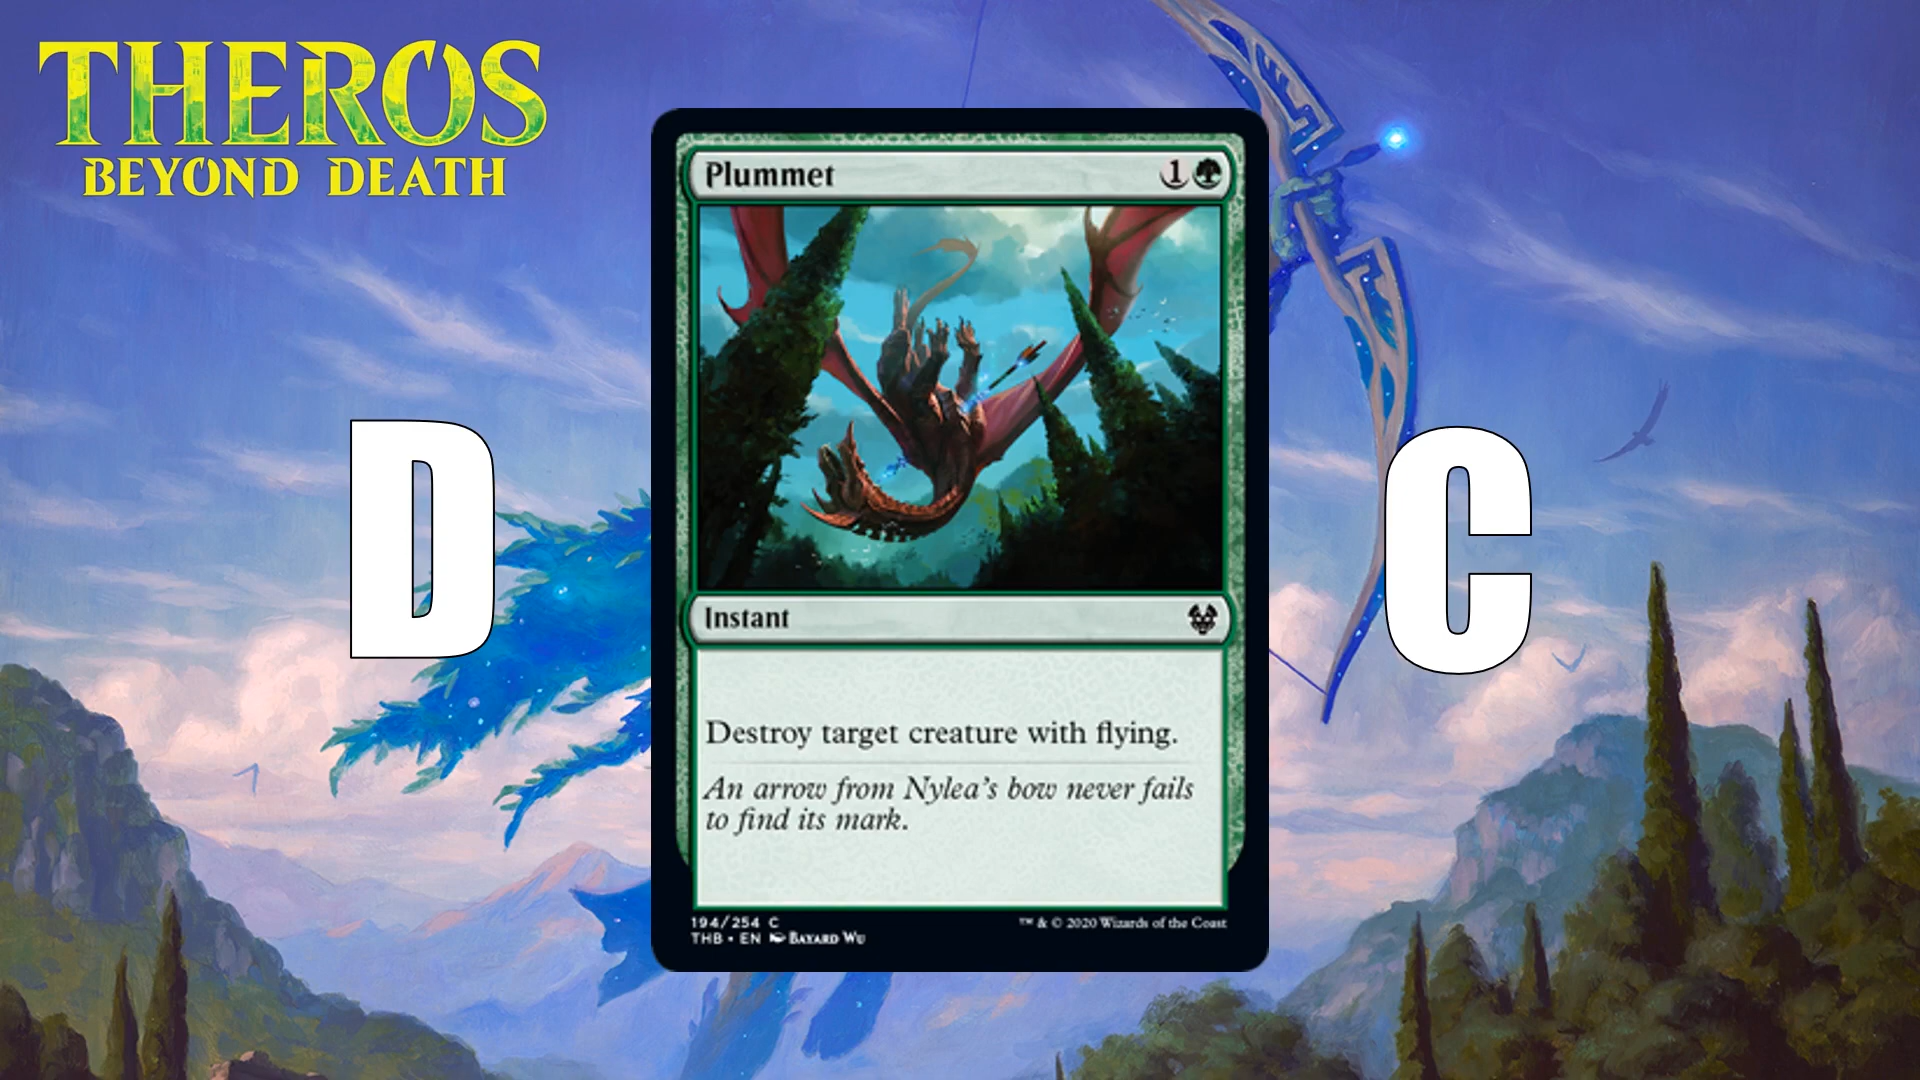 THEROS
BEYOND DEATH
Plummet 1
D
C
Instant
Destroy target creature with flying.
An arrow from Nylea's bow never fails
to find its mark.
194/254 C
THB • EN Bayard Wu
™ & © 2020 Wizards of the Coast